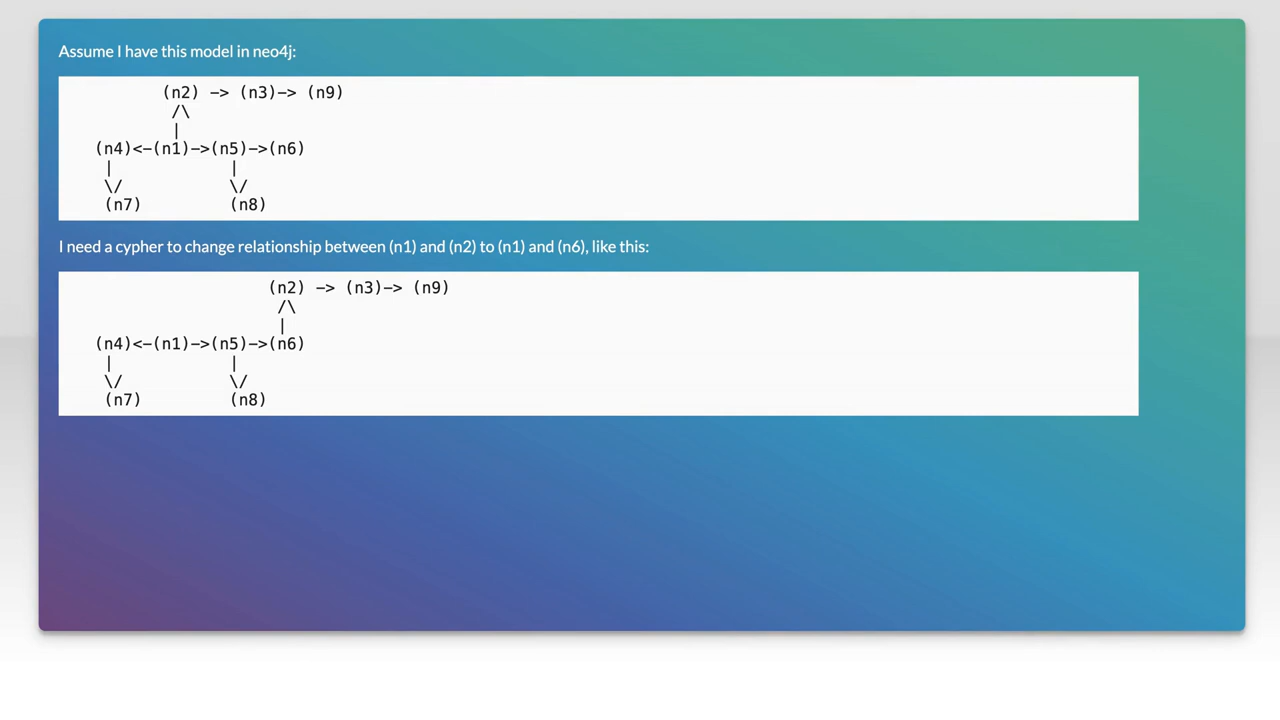 Assume I have this model in neo4j:
(n2) -> (n3)-> (n9)
/\
|
(n4)<-(n1)->(n5)->(n6)
|            |
\/           \/
(n7)         (n8)
I need a cypher to change relationship between (n1) and (n2) to (n1) and (n6), like this:
(n2) -> (n3)-> (n9)
/\
|
(n4)<-(n1)->(n5)->(n6)
|            |
\/           \/
(n7)         (n8)